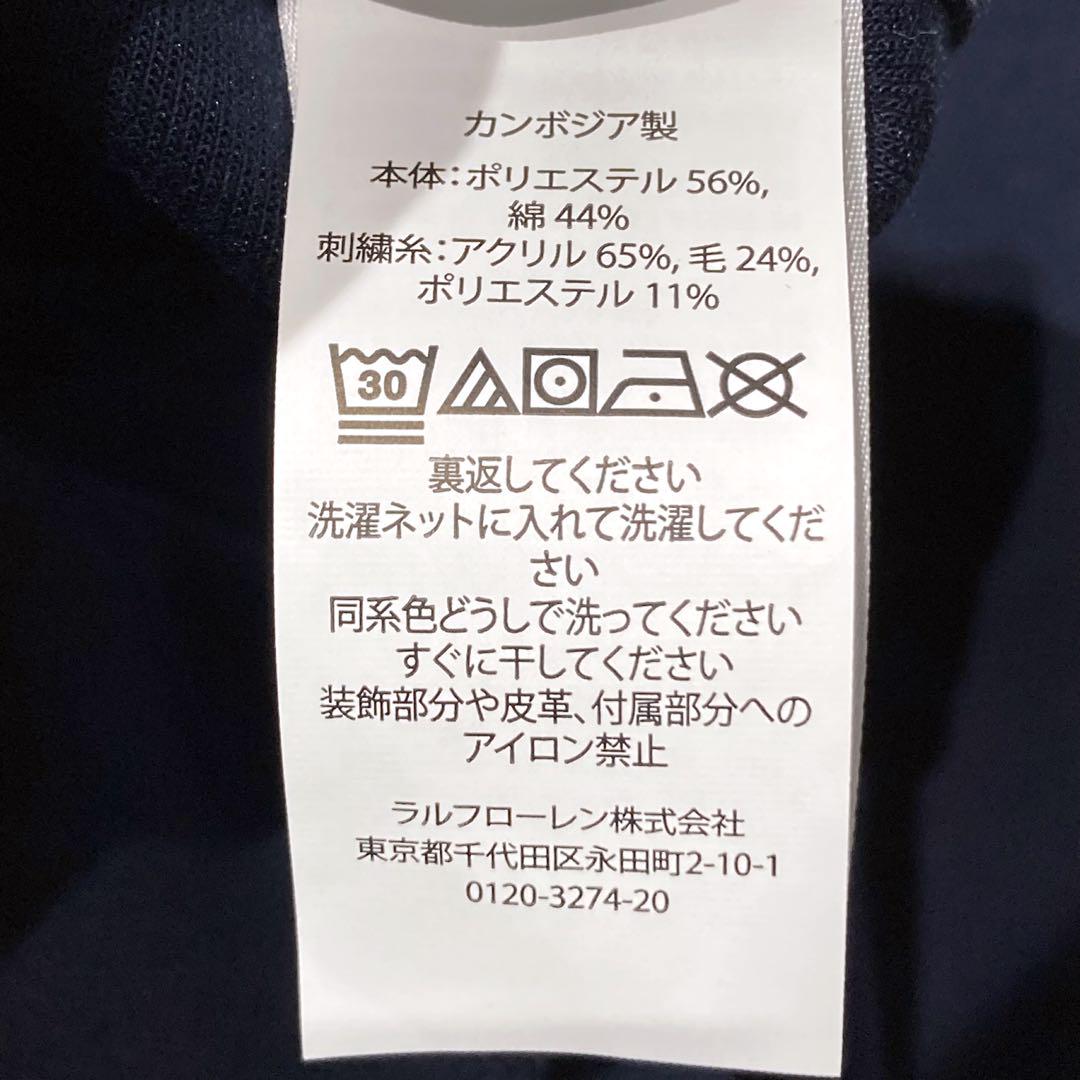 カンボジア製
本体：ポリエステル 56%,
綿 44%
刺繍糸：アクリル 65%, 毛 24%,
ポリエステル 11%
30
裏返してください
洗濯ネットに入れて洗濯してくだ
さい
同系色どうしで洗ってください
すぐに干してください
装飾部分や皮革、付属部分への
アイロン禁止
ラルフローレン株式会社
東京都千代田区永田町2-10-1
0120-3274-20